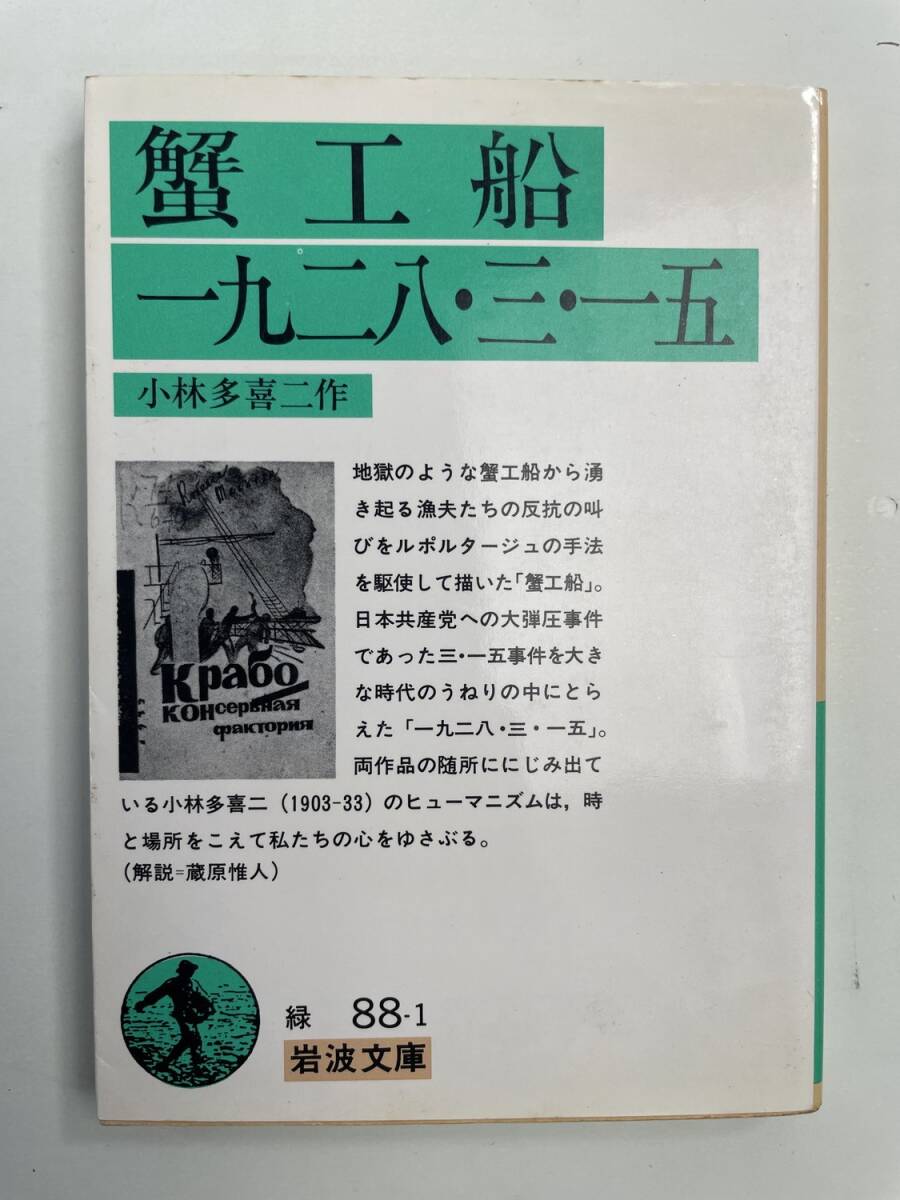 蟹工船
一九二八・三・一五
小林多喜二作
地獄のような蟹工船から湧
き起る漁夫たちの反抗の叫
びをルポルタージュの手法
を駆使して描いた「蟹工船」。
日本共産党への大弾圧事件
であった三・一五事件を大き
な時代のうねりの中にとら
えた「一九二八・三・一五」。
両作品の随所ににじみ出て
いる小林多喜二（1903-33）のヒューマニズムは，時
と場所をこえて私たちの心をゆさぶる。
（解説=蔵原惟人）
Крабо
консервная
фактория
緑 88-1
岩波文庫